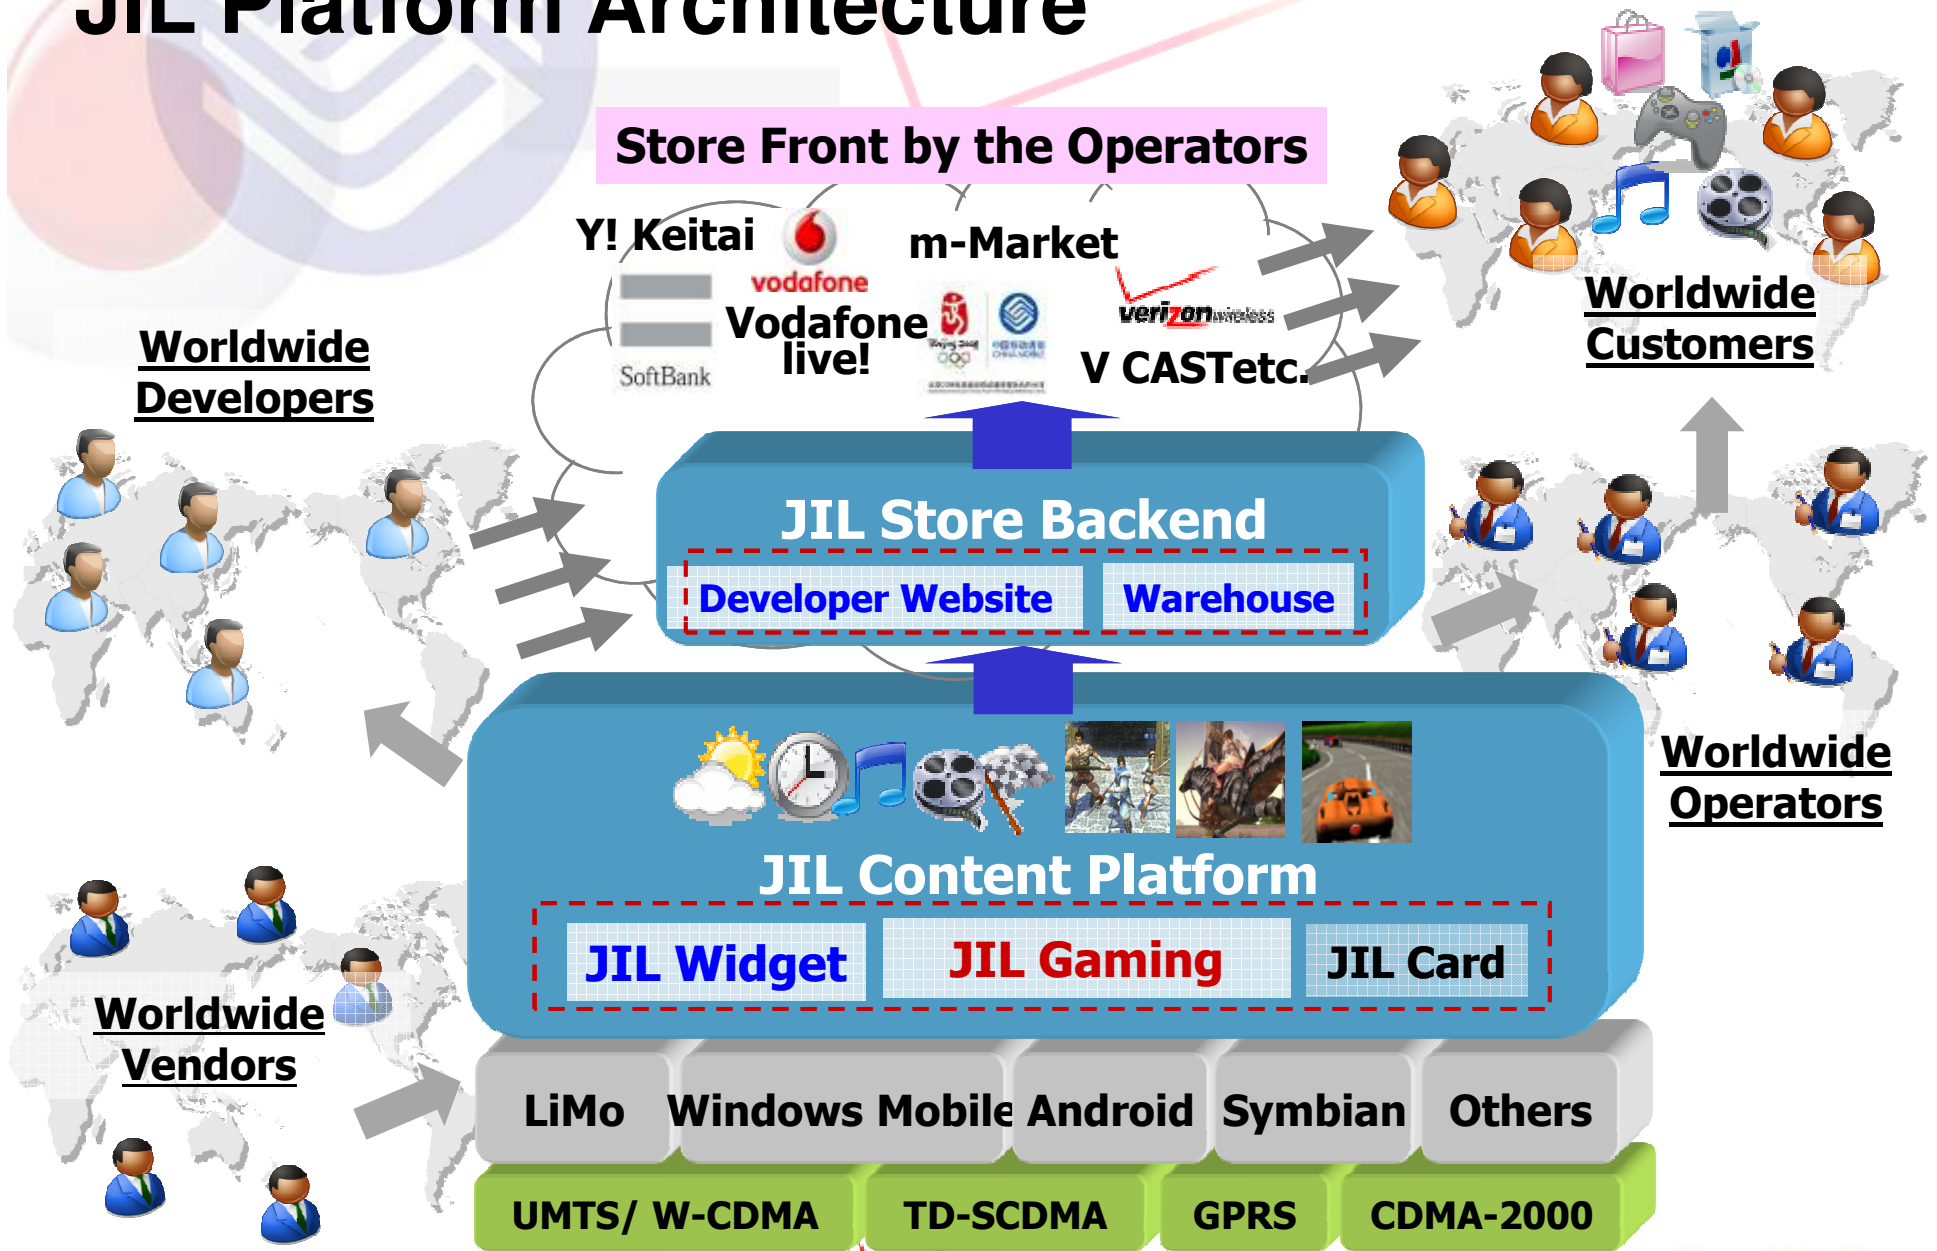 JIL Platform Architecture
Store Front by the Operators
Y! Keitai
vodafone
m-Market
Vodafone
live!
verizon wireless
SoftBank
V CASTetc.
Worldwide
Customers
Worldwide
Developers
JIL Store Backend
Developer Website
Warehouse
Worldwide
Operators
JIL Content Platform
JIL Widget
JIL Gaming
JIL Card
Worldwide
Vendors
LiMo
Windows Mobile
Android
Symbian
Others
UMTS/ W-CDMA
TD-SCDMA
GPRS
CDMA-2000